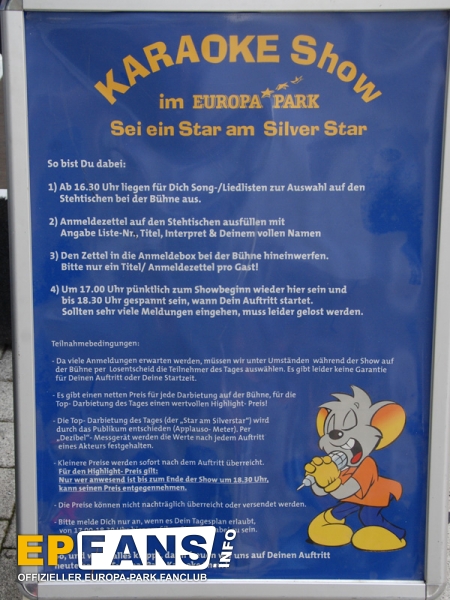 KARAOKE Show
im EUROPA PARK
Sei ein Star am Silver Star
So bist Du dabei:
1) Ab 16.30 Uhr liegen für Dich Song-/Liedlisten zur Auswahl auf den
Stehtischen bei der Bühne aus.
2) Anmeldezettel auf den Stehtischen ausfüllen mit
Angabe Liste-Nr., Titel, Interpret & Deinem vollen Namen
3) Den Zettel in die Anmeldebox bei der Bühne hineinwerfen.
Bitte nur ein Titel/ Anmeldezettel pro Gast!
4) Um 17.00 Uhr pünktlich zum Showbeginn wieder hier sein und
bis 18.30 Uhr gespannt sein, wann Dein Auftritt startet.
Sollten sehr viele Meldungen eingehen, muss leider gelost werden.
Teilnahmebedingungen:
- Da viele Anmeldungen erwarten werden, müssen wir unter Umständen während der Show auf
der Bühne per Losentscheid die Teilnehmer des Tages auswählen. Es gibt leider keine Garantie
für Deinen Auftritt oder Deine Startzeit.
- Es gibt einen netten Preis für jede Darbietung auf der Bühne, für die
Top- Darbietung des Tages einen wertvollen Highlight- Preis!
- Die Top- Darbietung des Tages (der „Star am Silverstar“) wird
durch das Publikum entschieden (Applauso- Meter). Per
„Dezibel“- Messgerät werden die Werte nach jedem Auftritt
eines Akteurs festgehalten.
- Kleinere Preise werden sofort nach dem Auftritt überreicht.
Für den Highlight- Preis gilt:
Nur wer anwesend ist bis zum Ende der Show um 18.30 Uhr,
kann seinen Preis entgegennehmen.
- Die Preise können nicht nachträglich überreicht oder versendet werden.
- Bitte melde Dich nur an, wenn es Dein Tagesplan erlaubt,
sein.
wir uns auf Deinen Auftritt
EPFANS.INFO
OFFIZIELLER EUROPA-PARK FANCLUB